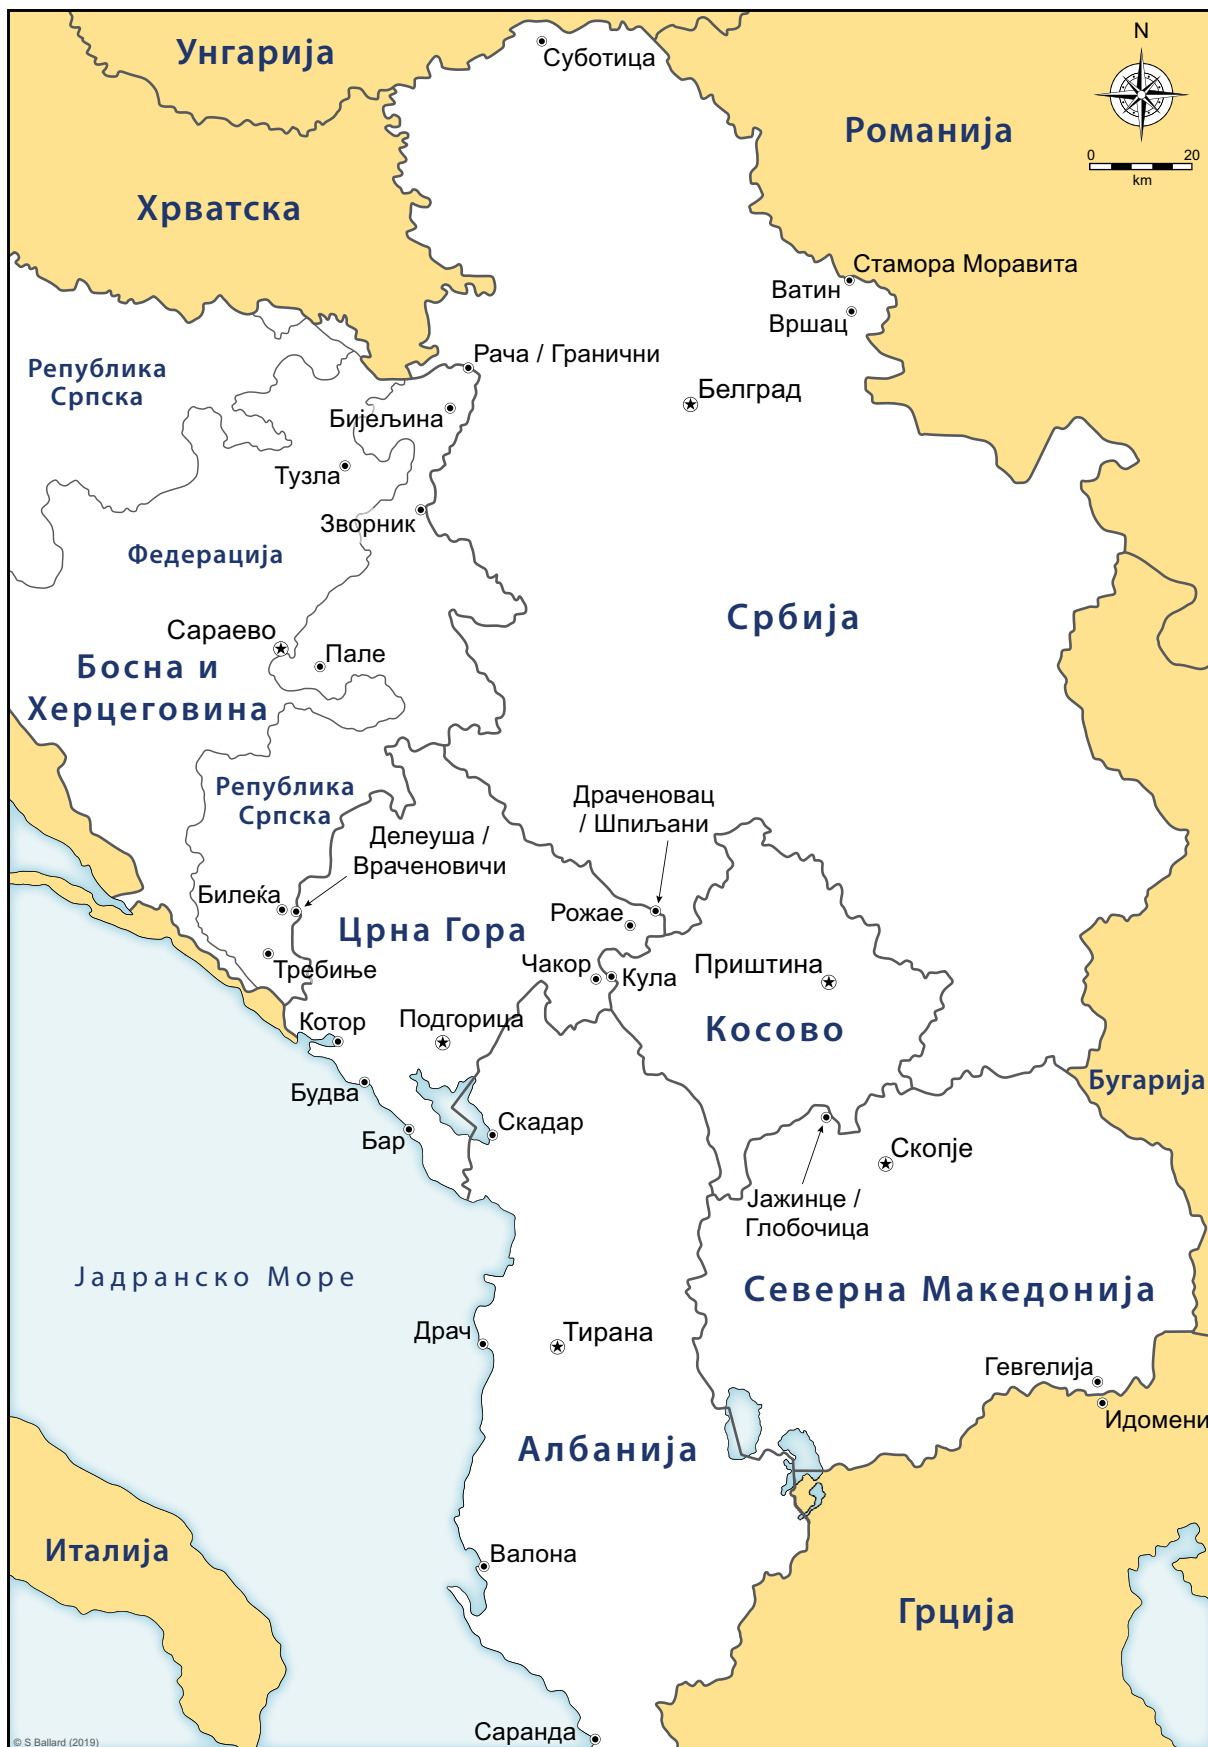 Унгарија
Суботица
N
Романија
0 20
km
Хрватска
Стамора Моравита
Ватин
Вршац
Рача / Гранични
Република
Српска
Белград
Бијељина
Тузла
Зворник
Федерација
Србија
Сараево
Пале
Босна и
Херцеговина
Република
Српска
Драченовац
/ Шпиљани
Делеуша /
Враченовичи
Билеќа
Рожае
Црна Гора
Требиње
Чакор
Кула
Приштина
Котор
Подгорица
Косово
Будва
Бугарија
Бар
Скадар
Скопје
Јажинце /
Глобочица
Јадранско Море
Северна Македонија
Драч
Тирана
Гевгелија
Идомени
Албанија
Италија
Валона
Грција
Саранда
© S Ballard (2019)